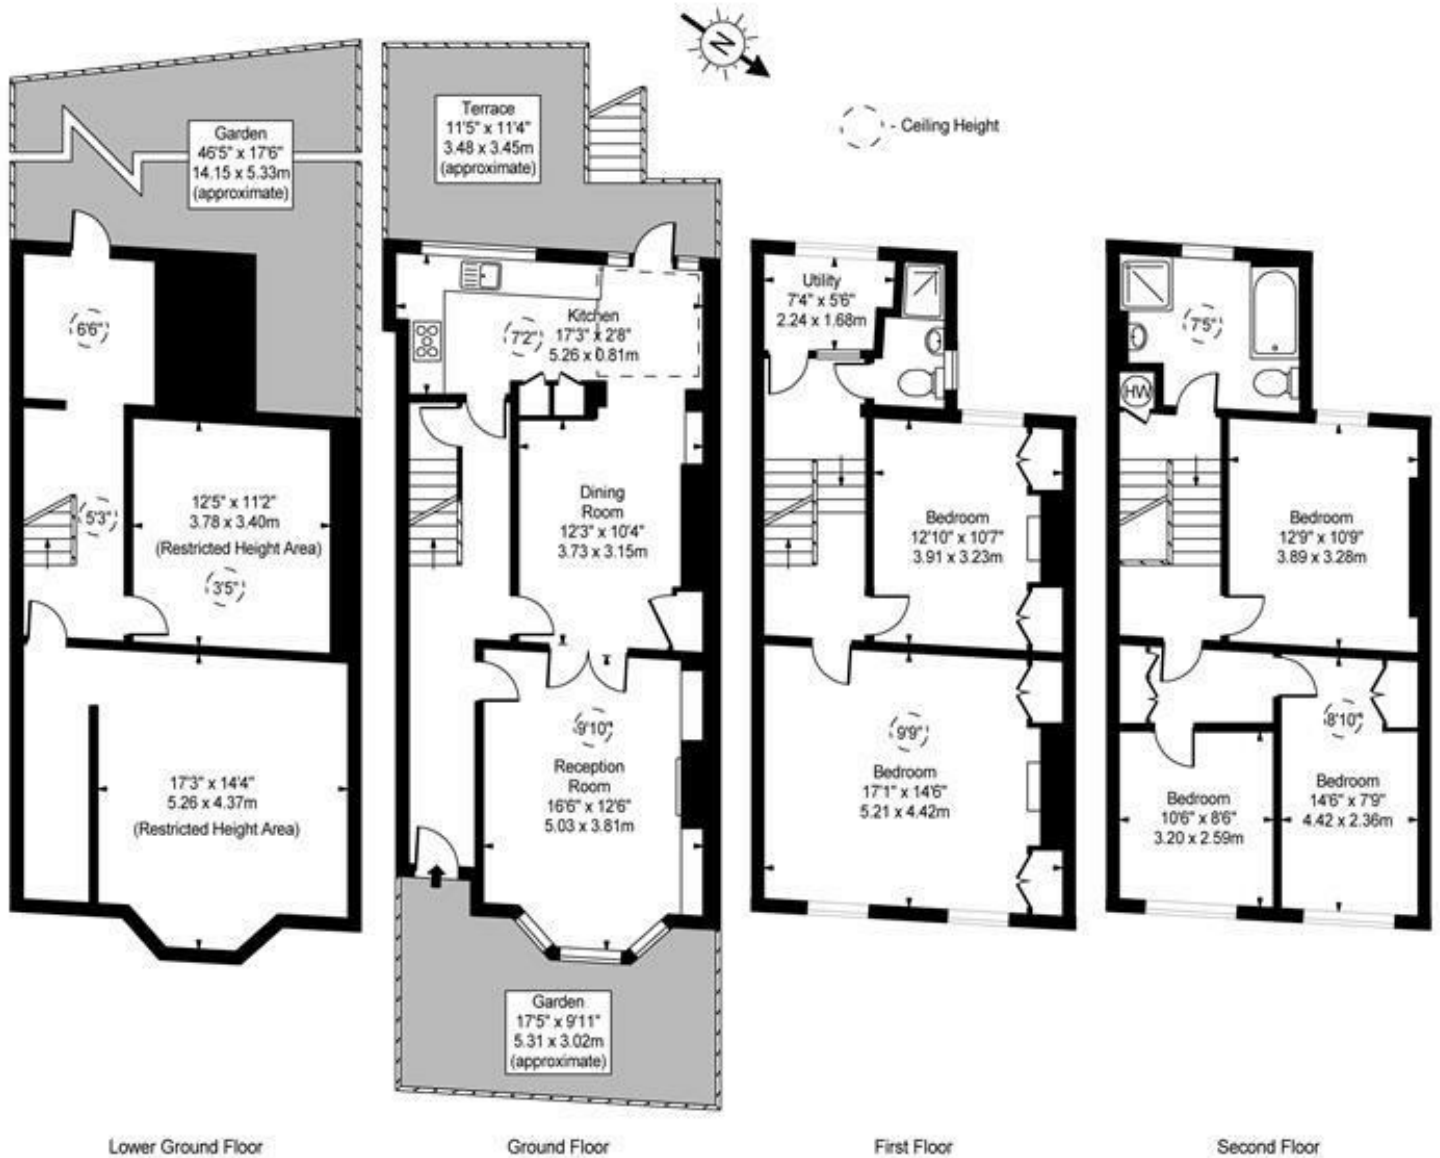 N
- Ceiling Height
Garden
46'5" x 17'6"
14.15 x 5.33m
(approximate)
6'6"
5'3"
12'5" x 11'2"
3.78 x 3.40m
(Restricted Height Area)
3'5"
17'3" x 14'4"
5.26 x 4.37m
(Restricted Height Area)
Lower Ground Floor
Terrace
11'5" x 11'4"
3.48 x 3.45m
(approximate)
Kitchen
17'3" x 2'8"
5.26 x 0.81m
7'2"
Dining
Room
12'3" x 10'4"
3.73 x 3.15m
9'10"
Reception
Room
16'6" x 12'6"
5.03 x 3.81m
Garden
17'5" x 9'11"
5.31 x 3.02m
(approximate)
Ground Floor
Utility
7'4" x 5'6"
2.24 x 1.68m
Bedroom
12'10" x 10'7"
3.91 x 3.23m
9'9"
Bedroom
17'1" x 14'6"
5.21 x 4.42m
First Floor
7'5"
HW
Bedroom
12'9" x 10'9"
3.89 x 3.28m
8'10"
Bedroom
10'6" x 8'6"
3.20 x 2.59m
Bedroom
14'6" x 7'9"
4.42 x 2.36m
Second Floor